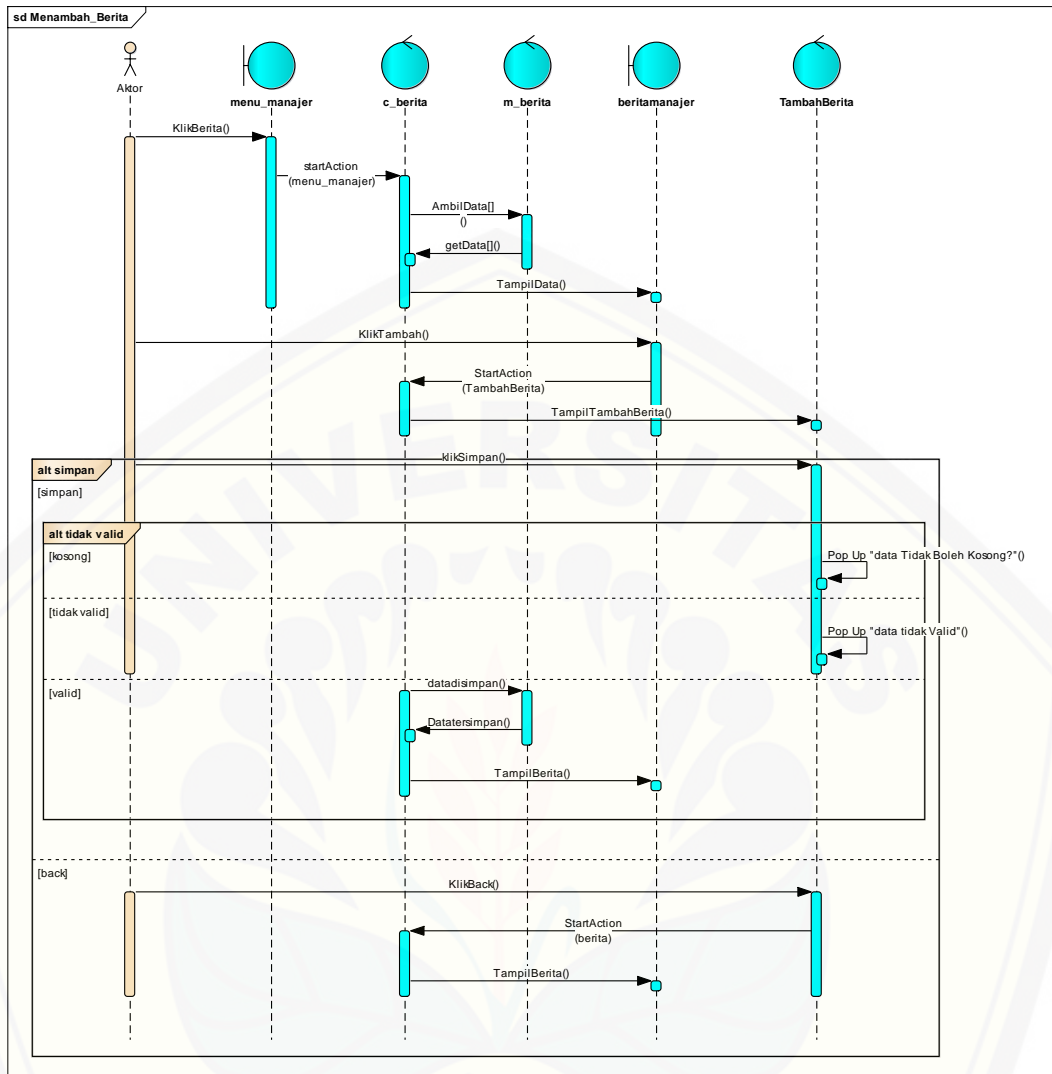 sd Menambah_Berita
Aktor
menu_manajer
c_berita
m_berita
beritamanajer
TambahBerita
KlikBerita()
startAction
(menu_manajer)
AmbilData[]
()
getData[]()
TampilData()
KlikTambah()
StartAction
(TambahBerita)
TampilTambahBerita()
alt simpan
klikSimpan()
[simpan]
alt tidak valid
[kosong]
Pop Up "data Tidak Boleh Kosong?"()
[tidak valid]
Pop Up "data tidak Valid"()
[valid]
datadisimpan()
Datatersimpan()
TampilBerita()
[back]
KlikBack()
StartAction
(berita)
TampilBerita()
UNIVERSITAS